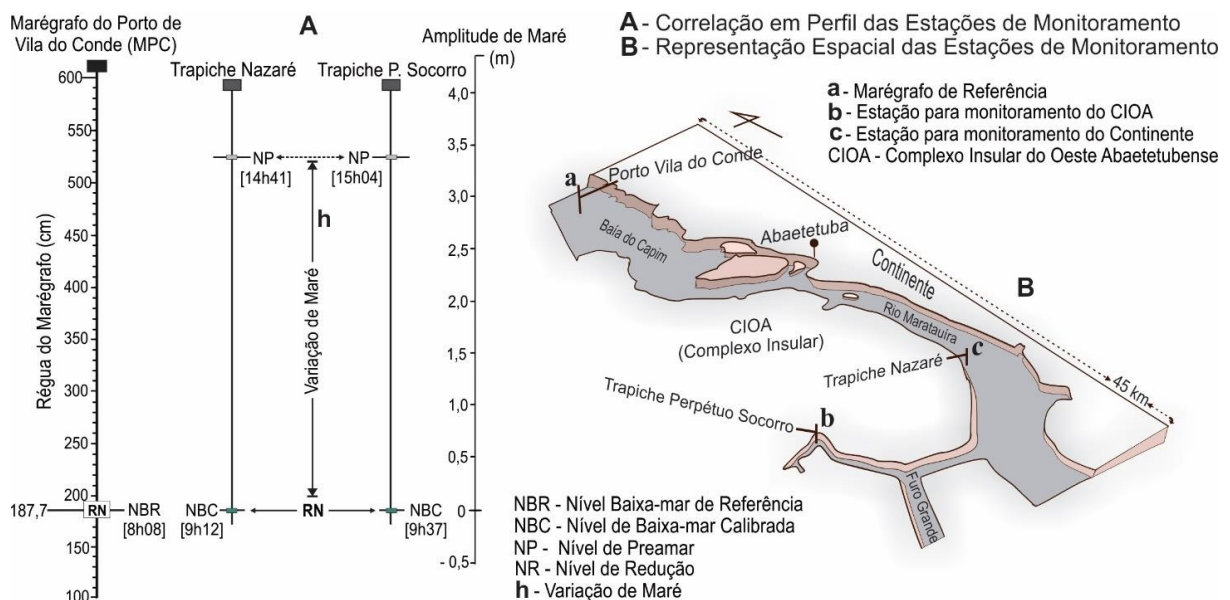 Marégrafo do Porto de
Vila do Conde (MPC)
A
Amplitude de Maré
(m)
Trapiche Nazaré
Trapiche P. Socorro
Régua do Marégrafo (cm)
600
550
500
450
400
350
300
250
200
187,7
150
100
RN
NBR
[8h08]
NP
[14h41]
NP
[15h04]
h
Variação de Maré
NBC
[9h12]
RN
NBC
[9h37]
4,0
3,5
3,0
2,5
2,0
1,5
1,0
0,5
0
- 0,5
A - Correlação em Perfil das Estações de Monitoramento
B - Representação Espacial das Estações de Monitoramento
a - Marégrafo de Referência
b - Estação para monitoramento do CIOA
c - Estação para monitoramento do Continente
CIOA - Complexo Insular do Oeste Abaetetubense
a
Porto Vila do Conde
Baía do Capim
Abaetetuba
Continente
B
Rio Maratauíra
CIOA
(Complexo Insular)
Trapiche Nazaré
c
45 km
Trapiche Perpétuo Socorro
b
Furo Grande
NBR - Nível Baixa-mar de Referência
NBC - Nível de Baixa-mar Calibrada
NP - Nível de Preamar
NR - Nível de Redução
h - Variação de Maré